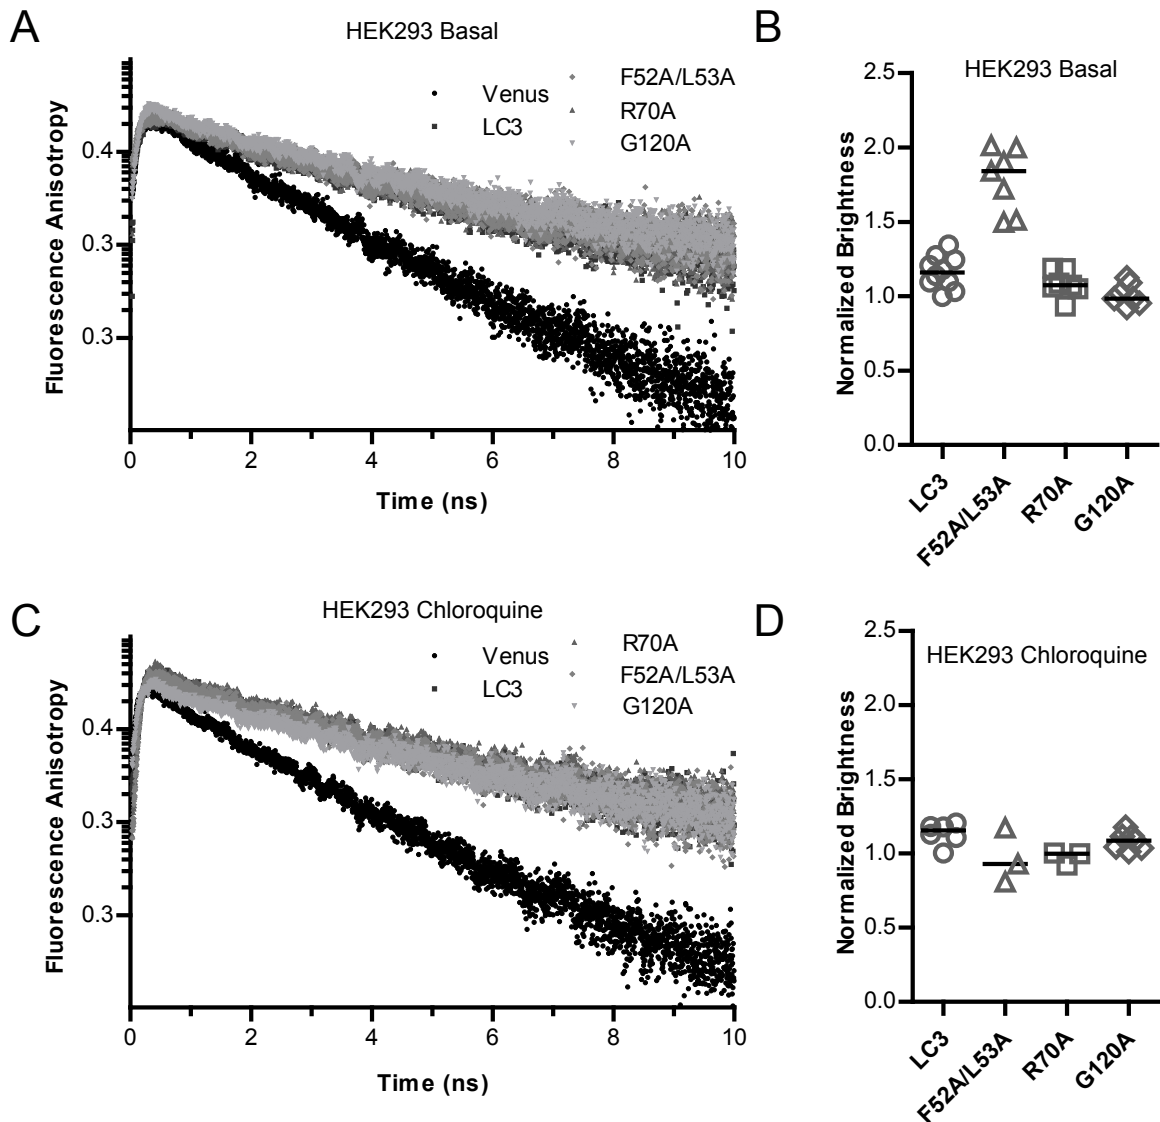 A
HEK293 Basal
Fluorescence Anisotropy
0.4
0.3
0.3
Venus
LC3
F52A/L53A
R70A
G120A
0
2
4
6
8
10
Time (ns)
B
HEK293 Basal
Normalized Brightness
2.5
2.0
1.5
1.0
0.5
0.0
LC3
F52A/L53A
R70A
G120A
C
HEK293 Chloroquine
Fluorescence Anisotropy
0.4
0.3
0.3
Venus
LC3
R70A
F52A/L53A
G120A
0
2
4
6
8
10
Time (ns)
D
HEK293 Chloroquine
Normalized Brightness
2.5
2.0
1.5
1.0
0.5
0.0
LC3
F52A/L53A
R70A
G120A